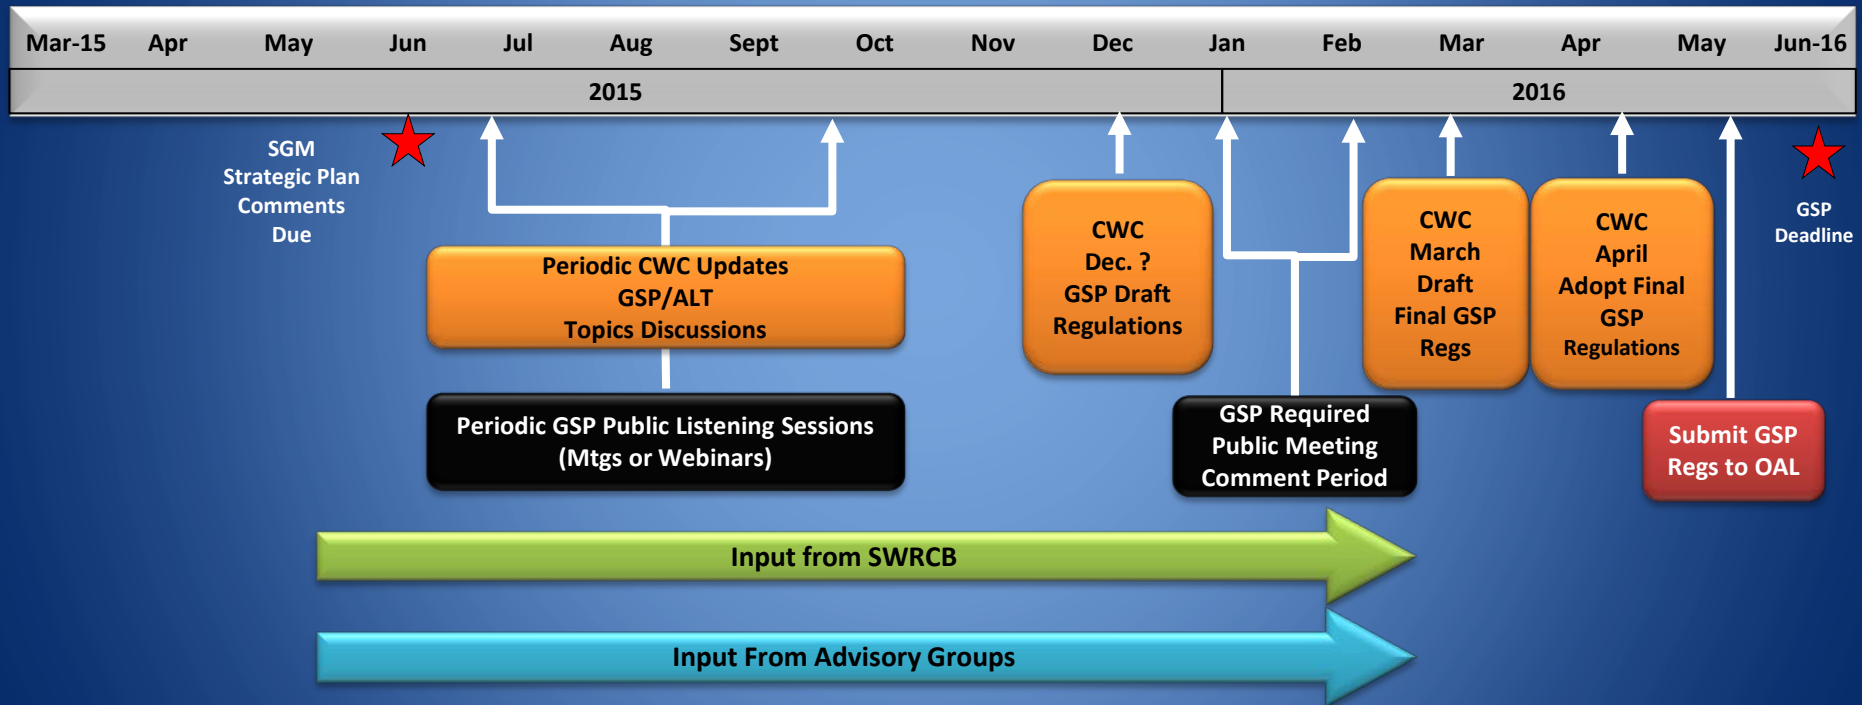 Mar-15 Apr May Jun Jul Aug Sept Oct Nov Dec Jan Feb Mar Apr May Jun-16
2015 2016
SGM
Strategic Plan
Comments
Due
Periodic CWC Updates
GSP/ALT
Topics Discussions
Periodic GSP Public Listening Sessions
(Mtgs or Webinars)
CWC
Dec. ?
GSP Draft
Regulations
GSP Required
Public Meeting
Comment Period
CWC
March
Draft
Final GSP
Regs
CWC
April
Adopt Final
GSP
Regulations
Submit GSP
Regs to OAL
GSP
Deadline
Input from SWRCB
Input From Advisory Groups